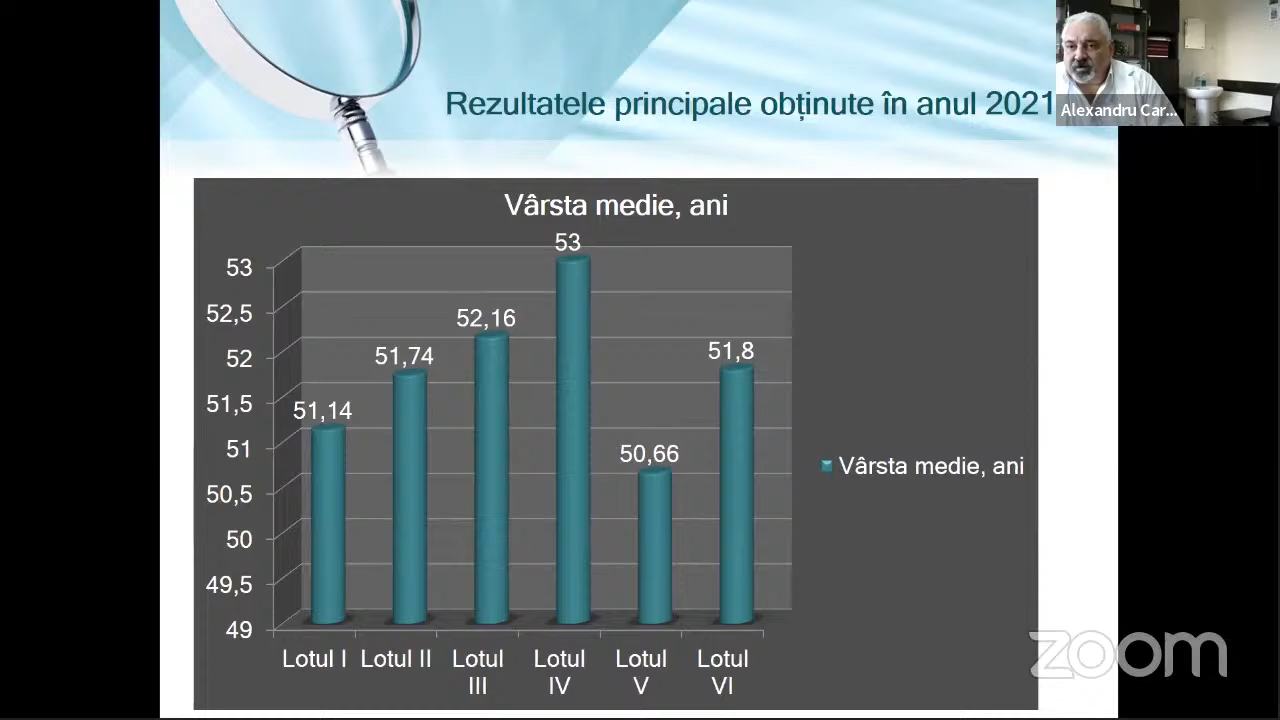 Rezultatele principale obținute în anul 2021
Alexandru Car...
Vârsta medie, ani
53
52,5
52
51,5
51
50,5
50
49,5
49
51,14
51,74
52,16
53
50,66
51,8
Lotul I
Lotul II
Lotul
III
Lotul
IV
Lotul
V
Lotul
VI
Vârsta medie, ani
zoom